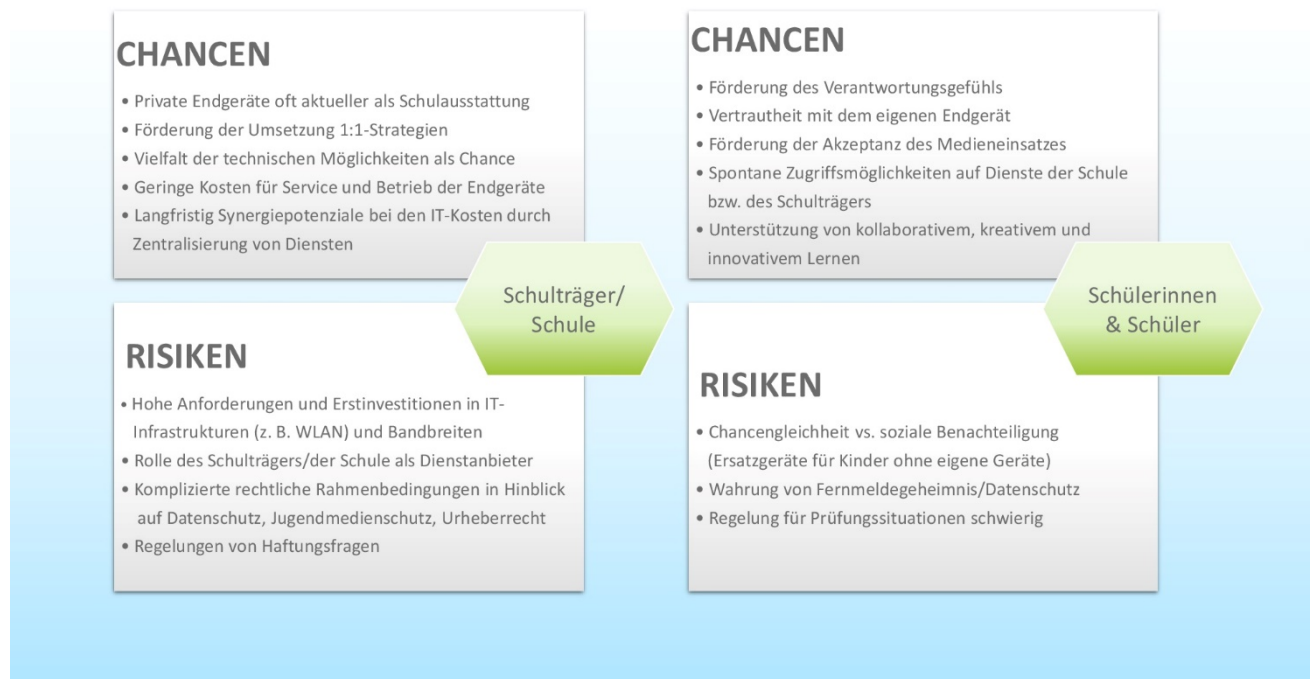 CHANCEN
• Private Endgeräte oft aktueller als Schulausstattung
• Förderung der Umsetzung 1:1-Strategien
• Vielfalt der technischen Möglichkeiten als Chance
• Geringe Kosten für Service und Betrieb der Endgeräte
• Langfristig Synergiepotenziale bei den IT-Kosten durch
Zentralisierung von Diensten
Schulträger/
Schule
RISIKEN
• Hohe Anforderungen und Erstinvestitionen in IT-
Infrastrukturen (z. B. WLAN) und Bandbreiten
• Rolle des Schulträgers/der Schule als Dienstanbieter
• Komplizierte rechtliche Rahmenbedingungen in Hinblick
auf Datenschutz, Jugendmedienschutz, Urheberrecht
• Regelungen von Haftungsfragen
CHANCEN
• Förderung des Verantwortungsgefühls
• Vertrautheit mit dem eigenen Endgerät
• Förderung der Akzeptanz des Medieneinsatzes
• Spontane Zugriffsmöglichkeiten auf Dienste der Schule
bzw. des Schulträgers
• Unterstützung von kollaborativem, kreativem und
innovativem Lernen
Schülerinnen
& Schüler
RISIKEN
• Chancengleichheit vs. soziale Benachteiligung
(Ersatzgeräte für Kinder ohne eigene Geräte)
• Wahrung von Fernmeldegeheimnis/Datenschutz
• Regelung für Prüfungssituationen schwierig